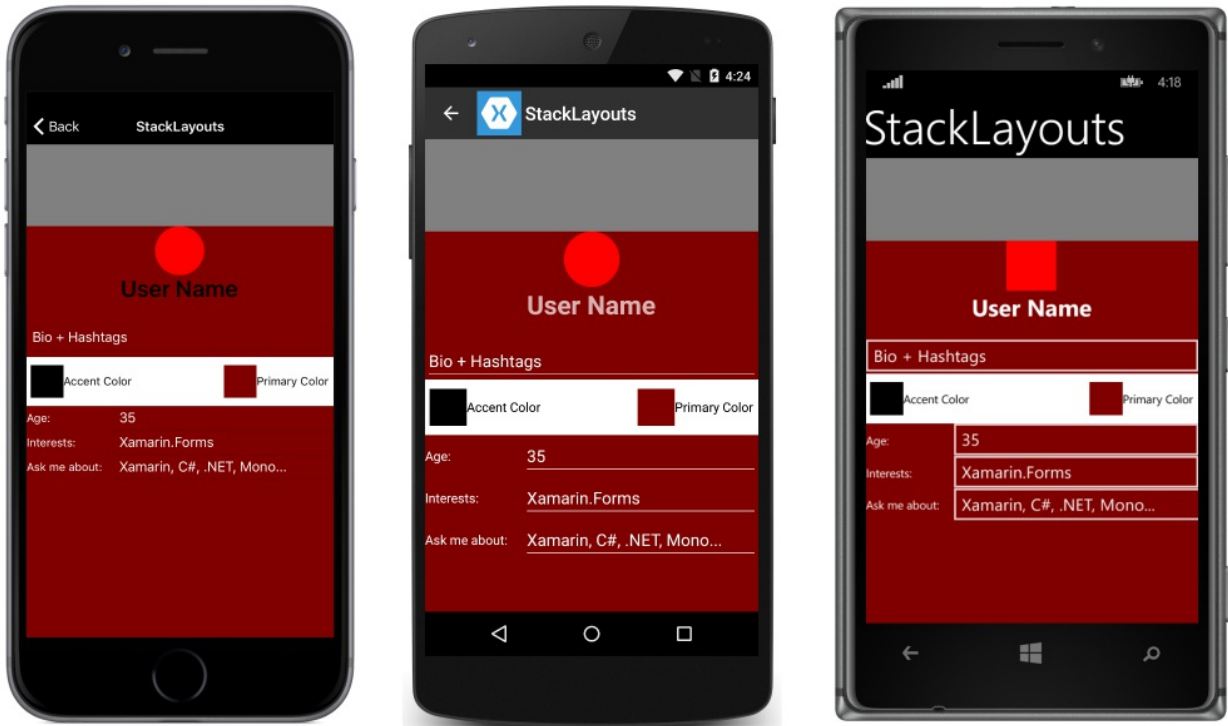 Back StackLayouts
User Name
Bio + Hashtags
Accent Color Primary Color
Age: 35
Interests: Xamarin.Forms
Ask me about: Xamarin, C#, .NET, Mono...
4:24
StackLayouts
User Name
Bio + Hashtags
Accent Color Primary Color
Age: 35
Interests: Xamarin.Forms
Ask me about: Xamarin, C#, .NET, Mono...
4:18
StackLayouts
User Name
Bio + Hashtags
Accent Color Primary Color
Age: 35
Interests: Xamarin.Forms
Ask me about: Xamarin, C#, .NET, Mono...